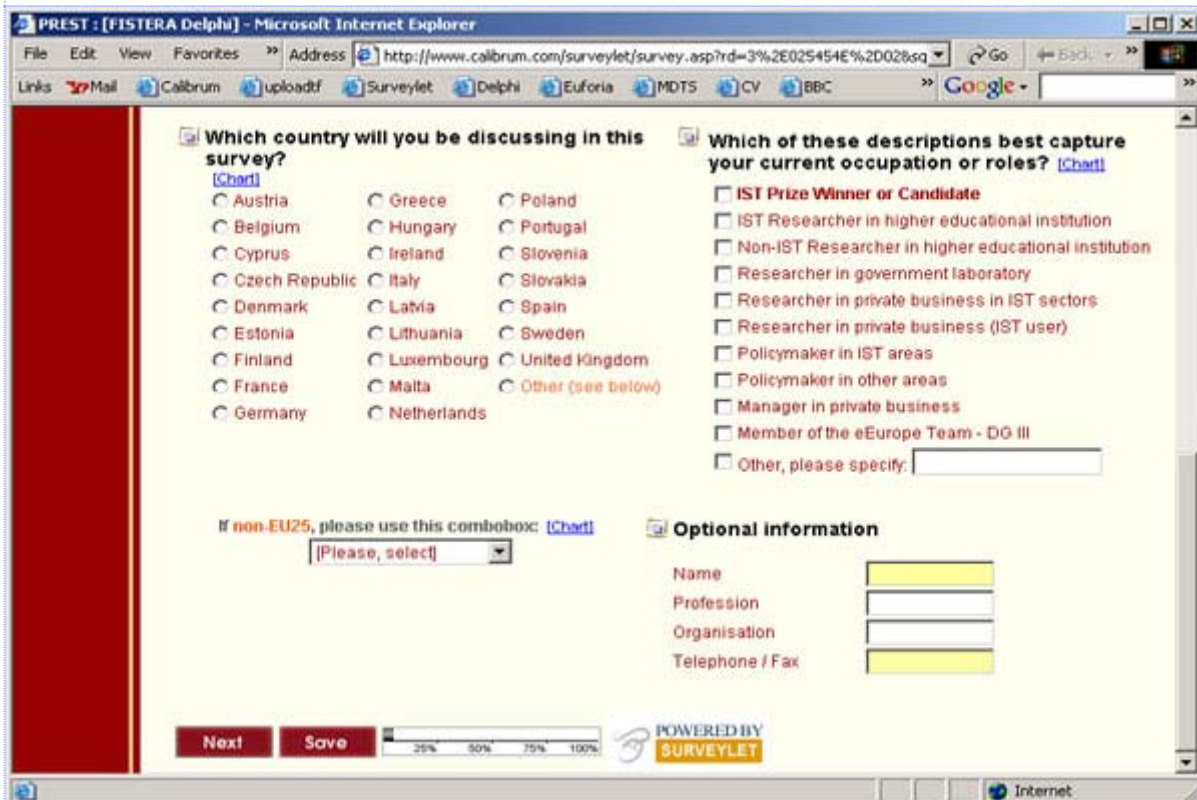 PREST : [FISTERA Delphi] - Microsoft Internet Explorer
File Edit View Favorites » Address http://www.calibrum.com/surveylet/survey.asp?rd=3%2E025454E%2D02&sq Go Back »
Links Mail Calibrum uploadtf Surveylet Delphi Euforia MDTS CV BBC » Google »
Which country will you be discussing in this
survey?
[Chart]
Austria Greece Poland
Belgium Hungary Portugal
Cyprus Ireland Slovenia
Czech Republic Italy Slovakia
Denmark Latvia Spain
Estonia Lithuania Sweden
Finland Luxembourg United Kingdom
France Malta Other (see below)
Germany Netherlands
Which of these descriptions best capture
your current occupation or roles? [Chart]
IST Prize Winner or Candidate
IST Researcher in higher educational institution
Non-IST Researcher in higher educational institution
Researcher in government laboratory
Researcher in private business in IST sectors
Researcher in private business (IST user)
Policymaker in IST areas
Policymaker in other areas
Manager in private business
Member of the eEurope Team - DG III
Other, please specify:
If non-EU25, please use this combobox: [Chart]
[Please, select]
Optional information
Name
Profession
Organisation
Telephone / Fax
Next Save 25% 50% 75% 100%
POWERED BY
SURVEYLET
Internet